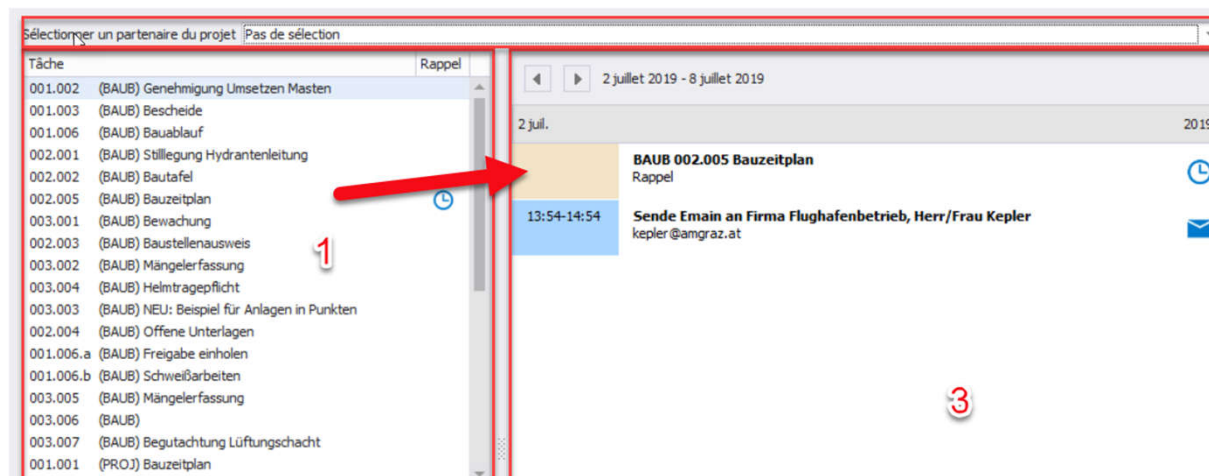 Sélectionner un partenaire du projet Pas de sélection
Tâche Rappel
001.002 (BAUB) Genehmigung Umsetzen Masten
001.003 (BAUB) Bescheide
001.006 (BAUB) Bauablauf
002.001 (BAUB) Stilllegung Hydrantenleitung
002.002 (BAUB) Bautafel
002.005 (BAUB) Bauzeitplan
003.001 (BAUB) Bewachung
002.003 (BAUB) Baustellenausweis
003.002 (BAUB) Mängelerfassung
003.004 (BAUB) Helmtragepflicht
003.003 (BAUB) NEU: Beispiel für Anlagen in Punkten
002.004 (BAUB) Offene Unterlagen
001.006.a (BAUB) Freigabe einholen
001.006.b (BAUB) Schweißarbeiten
003.005 (BAUB) Mängelerfassung
003.006 (BAUB)
003.007 (BAUB) Begutachtung Lüftungschacht
001.001 (PROJ) Bauzeitplan
1
2 juillet 2019 - 8 juillet 2019
2 juil. 2019
BAUB 002.005 Bauzeitplan
Rappel
13:54-14:54 Sende Emain an Firma Flughafenbetrieb, Herr/Frau Kepler
kepler@amgraz.at
3